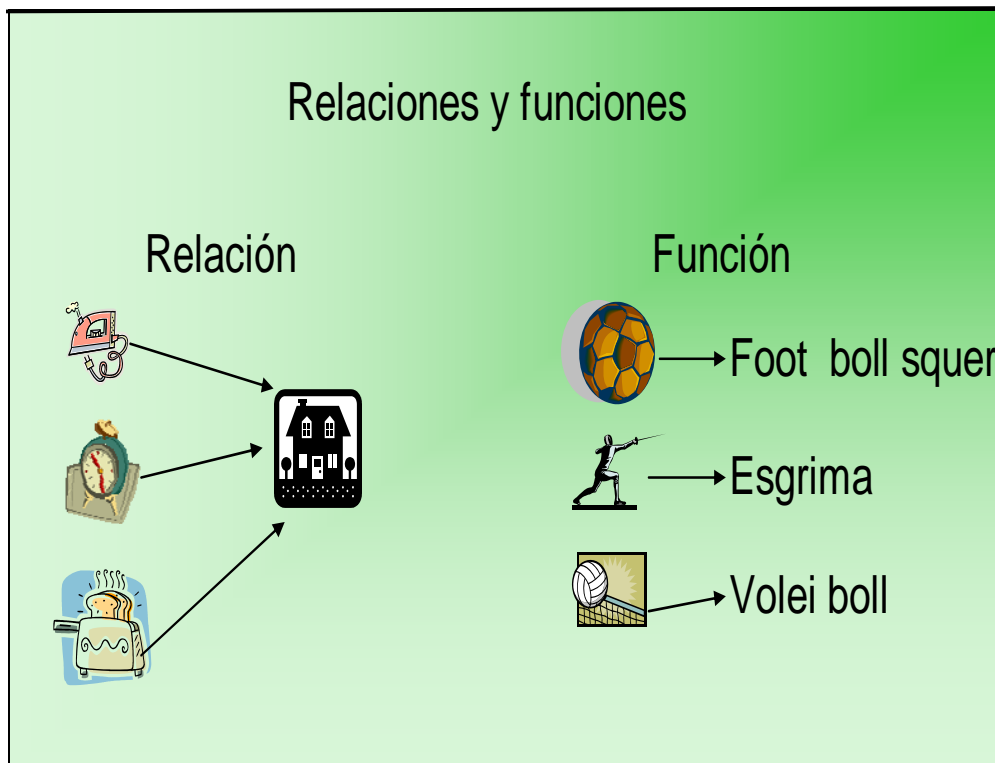 Relaciones y funciones
Relación
Función
Foot boll squer
Esgrima
Volei boll